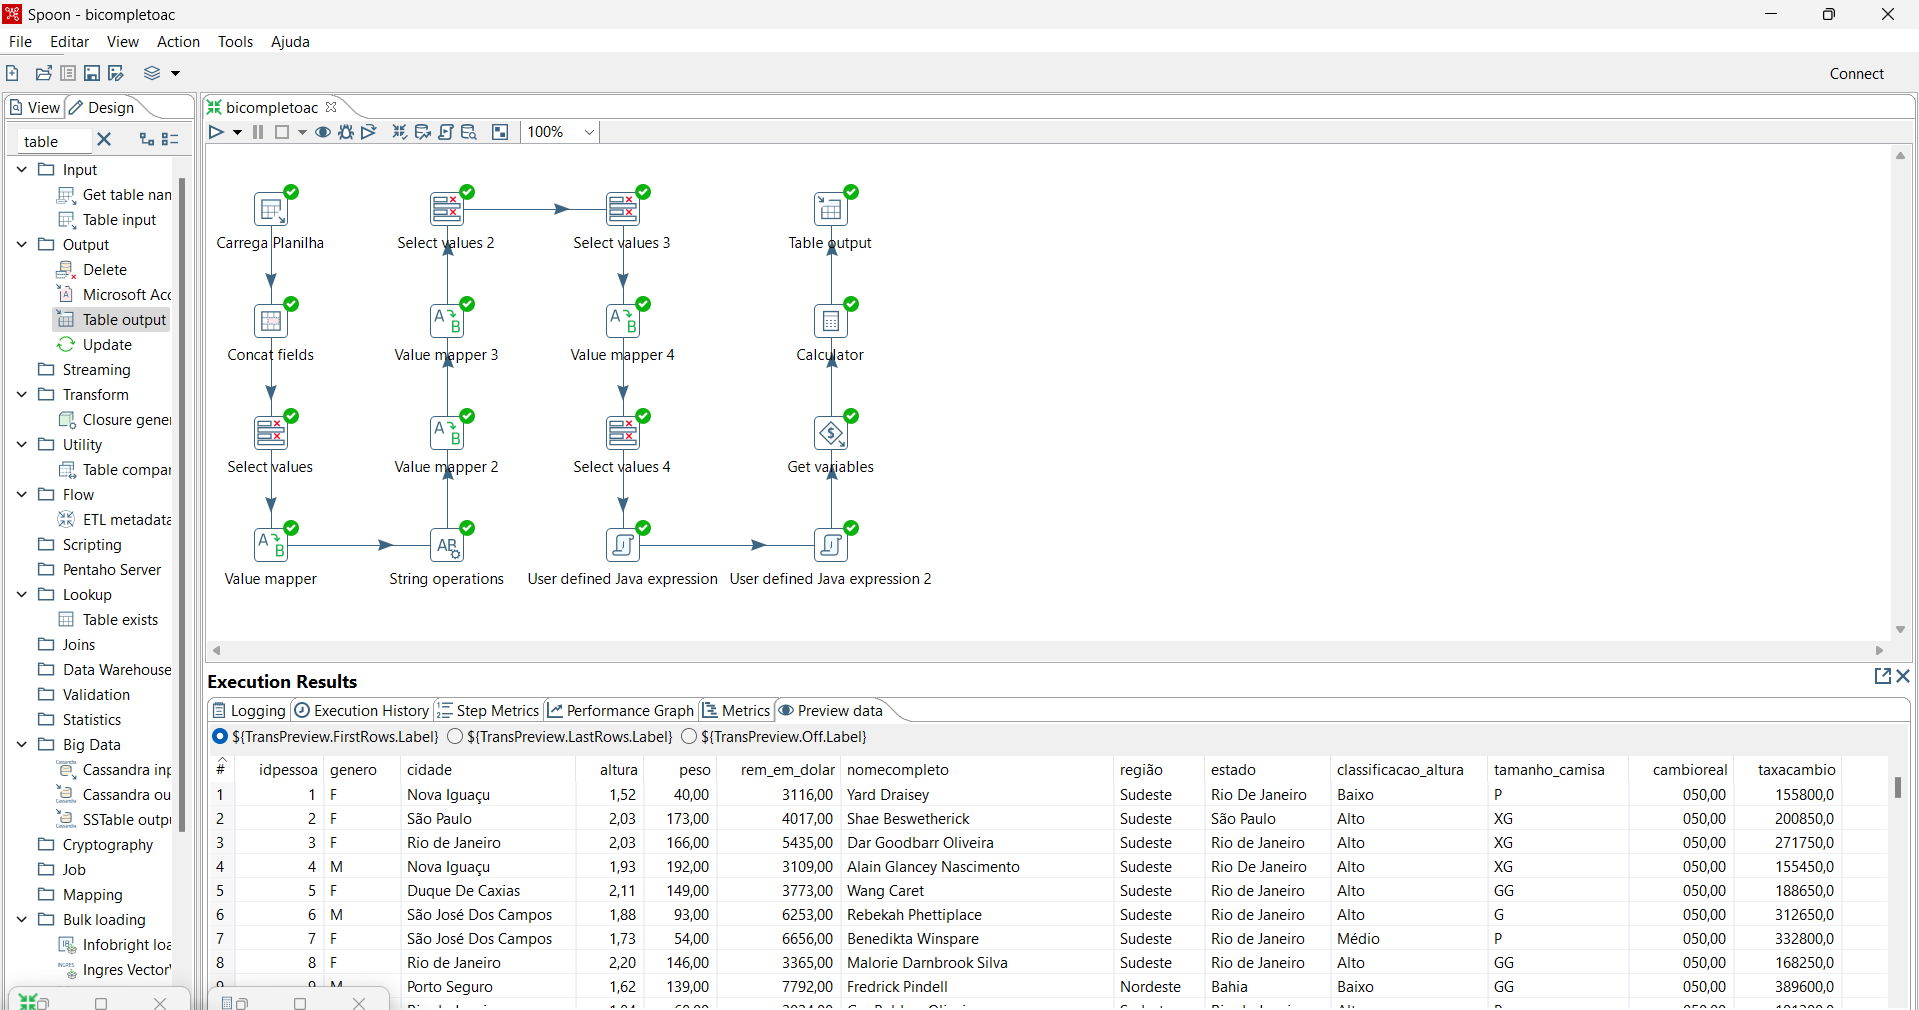 Spoon - bicompletoac
File Editar View Action Tools Ajuda
Connect
View Design
table
Input
Get table nan
Table input
Output
Delete
Microsoft Acc
Table output
Update
Streaming
Transform
Closure gener
Utility
Table compar
Flow
ETL metadata
Scripting
Pentaho Server
Lookup
Table exists
Joins
Data Warehouse
Validation
Statistics
Big Data
Cassandra inp
Cassandra ou
SSTable outpu
Cryptography
Job
Mapping
Bulk loading
Infobright loa
Ingres Vector
bicompletoac
100%
Carrega Planilha
Select values 2
Select values 3
Table output
Concat fields
Value mapper 3
Value mapper 4
Calculator
Select values
Value mapper 2
Select values 4
Get variables
Value mapper
String operations
User defined Java expression
User defined Java expression 2
Execution Results
Logging Execution History Step Metrics Performance Graph Metrics Preview data
${TransPreview.FirstRows.Label} ${TransPreview.LastRows.Label} ${TransPreview.Off.Label}
# idpessoa genero cidade altura peso rem_em_dolar nomecompleto região estado classificacao_altura tamanho_camisa cambioreal taxacambio
1 1 F Nova Iguaçu 1,52 40,00 3116,00 Yard Draisey Sudeste Rio De Janeiro Baixo P 050,00 155800,0
2 2 F São Paulo 2,03 173,00 4017,00 Shae Beswetherick Sudeste São Paulo Alto XG 050,00 200850,0
3 3 F Rio de Janeiro 2,03 166,00 5435,00 Dar Goodbarr Oliveira Sudeste Rio de Janeiro Alto XG 050,00 271750,0
4 4 M Nova Iguaçu 1,93 192,00 3109,00 Alain Glancey Nascimento Sudeste Rio De Janeiro Alto XG 050,00 155450,0
5 5 F Duque De Caxias 2,11 149,00 3773,00 Wang Caret Sudeste Rio de Janeiro Alto GG 050,00 188650,0
6 6 M São José Dos Campos 1,88 93,00 6253,00 Rebekah Phettiplace Sudeste Rio de Janeiro Alto G 050,00 312650,0
7 7 F São José Dos Campos 1,73 54,00 6656,00 Benedikta Winspare Sudeste Rio de Janeiro Médio P 050,00 332800,0
8 8 F Rio de Janeiro 2,20 146,00 3365,00 Malorie Darnbrook Silva Sudeste Rio de Janeiro Alto GG 050,00 168250,0
9 9 M Porto Seguro 1,62 139,00 7792,00 Fredrick Pindell Nordeste Bahia Baixo GG 050,00 389600,0